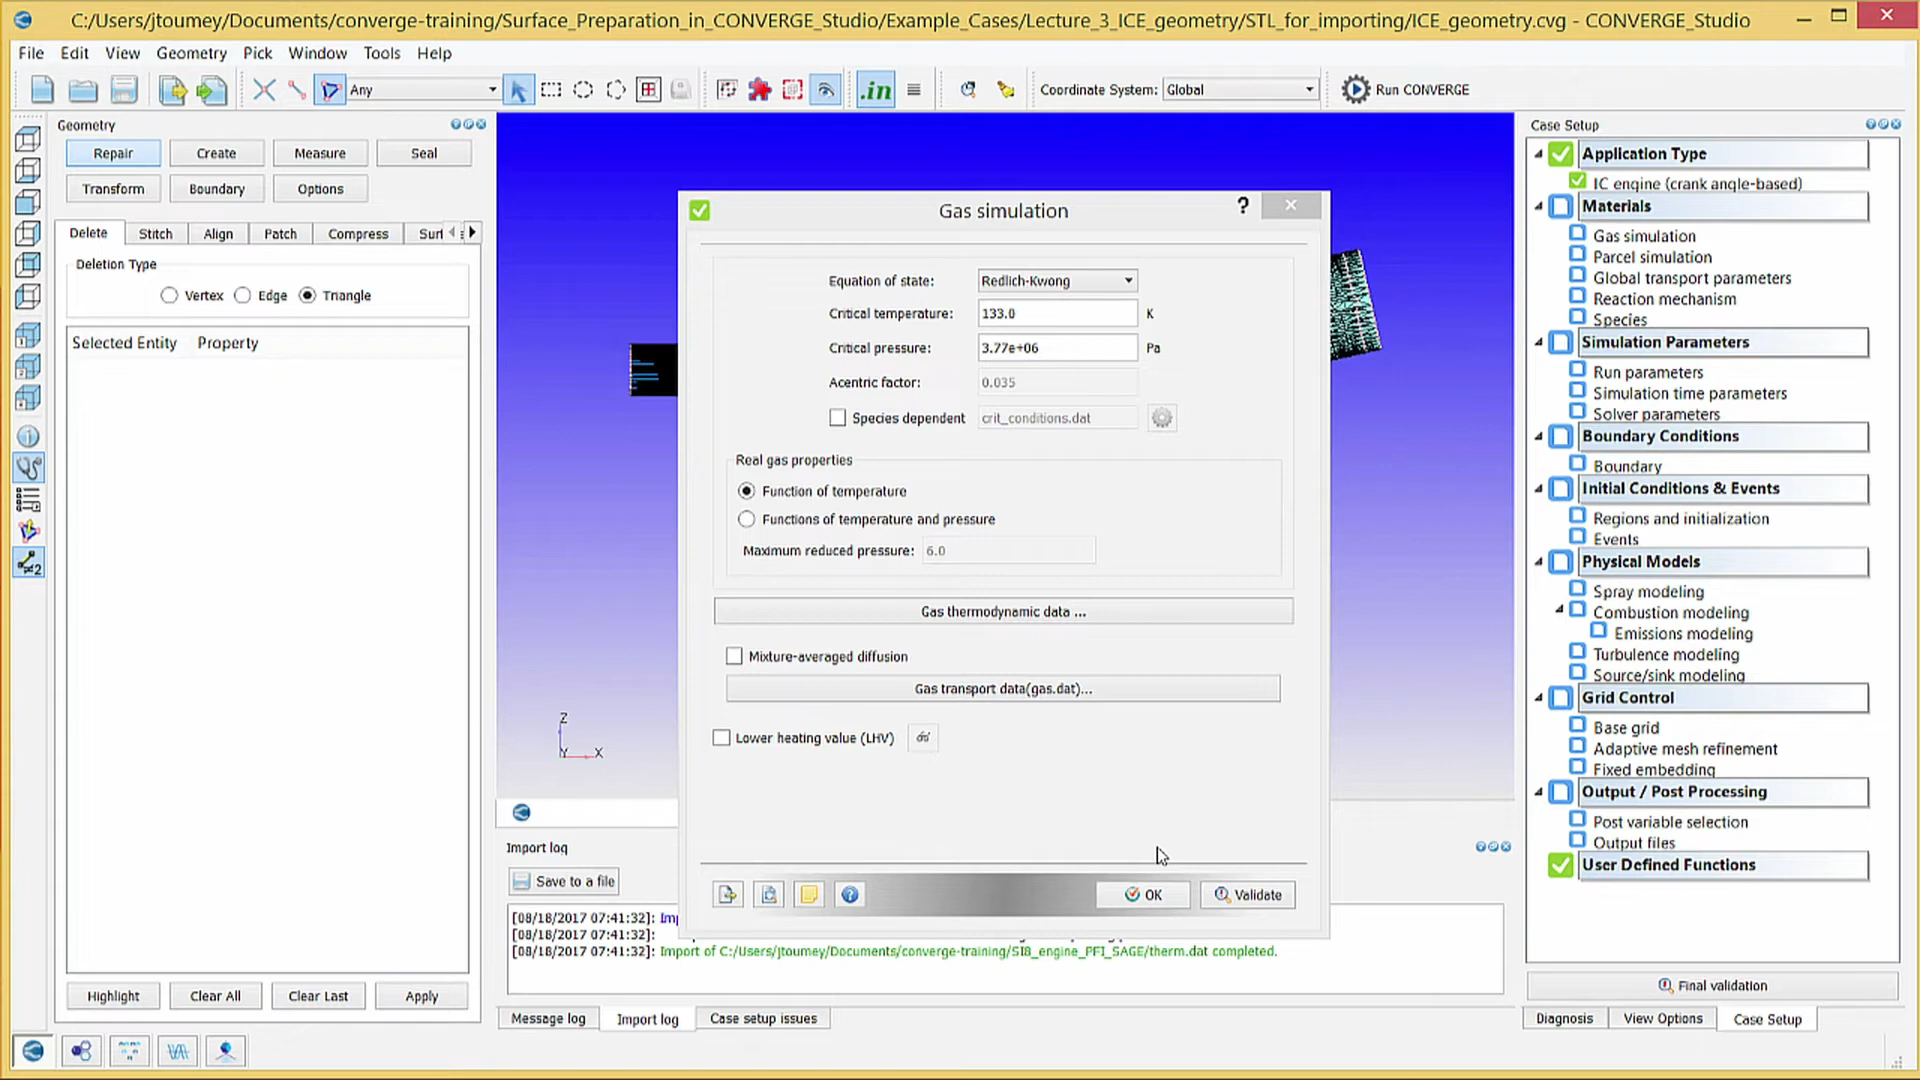 C:/Users/jtoumey/Documents/converge-training/Surface_Preparation_in_CONVERGE_Studio/Example_Cases/Lecture_3_ICE_geometry/STL_for_importing/ICE_geometry.cvg - CONVERGE_Studio
File Edit View Geometry Pick Window Tools Help
Any
.in
Coordinate System: Global
Run CONVERGE
Geometry
Repair Create Measure Seal
Transform Boundary Options
Delete Stitch Align Patch Compress
Deletion Type
Vertex Edge Triangle
Selected Entity Property
Highlight Clear All Clear Last Apply
Gas simulation
?
Equation of state: Redlich-Kwong
Critical temperature: 133.0 K
Critical pressure: 3.77e+06 Pa
Acentric factor: 0.035
Species dependent crit_conditions.dat
Real gas properties
Function of temperature
Functions of temperature and pressure
Maximum reduced pressure: 6.0
Gas thermodynamic data ...
Mixture-averaged diffusion
Gas transport data(gas.dat)...
Lower heating value (LHV)
OK Validate
Z
Y X
Import log
Save to a file
[08/18/2017 07:41:32]:
[08/18/2017 07:41:32]:
[08/18/2017 07:41:32]: Import of C:/Users/jtoumey/Documents/converge-training/SI8_engine_PFI_SAGE/therm.dat completed.
Message log Import log Case setup issues
Case Setup
Application Type
IC engine (crank angle-based)
Materials
Gas simulation
Parcel simulation
Global transport parameters
Reaction mechanism
Species
Simulation Parameters
Run parameters
Simulation time parameters
Solver parameters
Boundary Conditions
Boundary
Initial Conditions & Events
Regions and initialization
Events
Physical Models
Spray modeling
Combustion modeling
Emissions modeling
Turbulence modeling
Source/sink modeling
Grid Control
Base grid
Adaptive mesh refinement
Fixed embedding
Output / Post Processing
Post variable selection
Output files
User Defined Functions
Final validation
Diagnosis View Options Case Setup